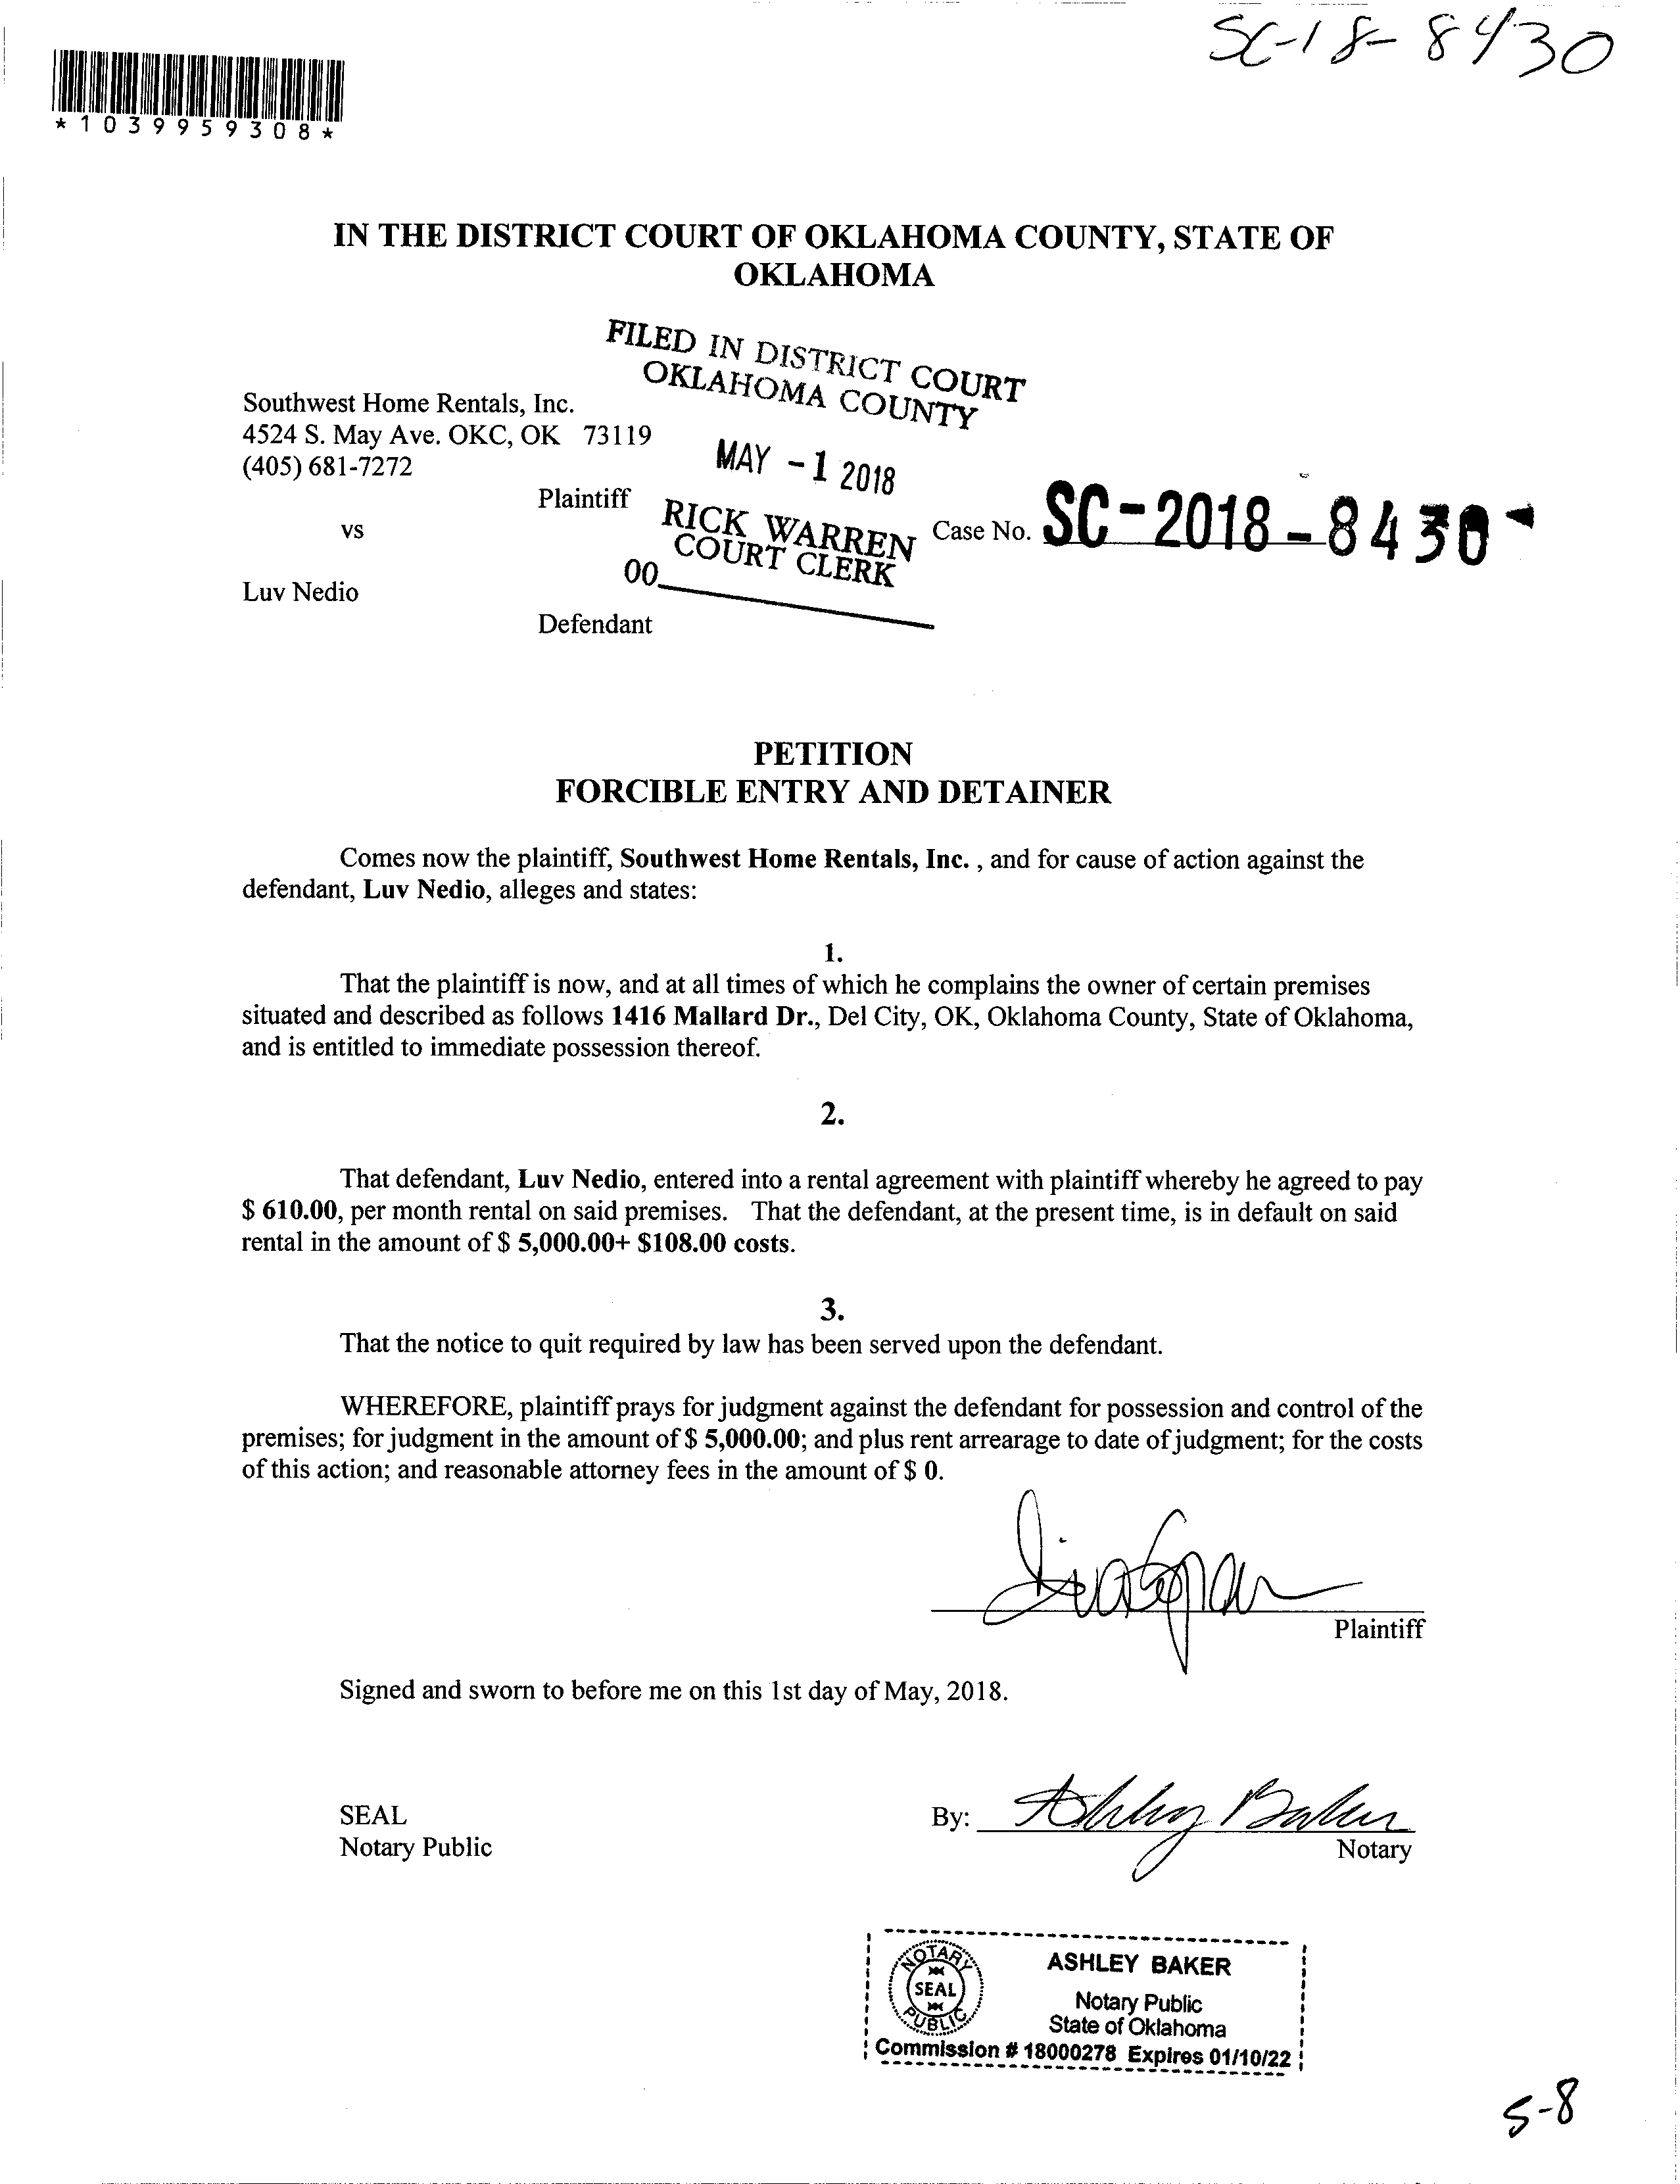 SC-18-8430
*1039959308*
IN THE DISTRICT COURT OF OKLAHOMA COUNTY, STATE OF
OKLAHOMA
FILED IN DISTRICT COURT
OKLAHOMA COUNTY
Southwest Home Rentals, Inc.
4524 S. May Ave. OKC, OK 73119
(405) 681-7272
MAY -1 2018
Plaintiff
RICK WARREN
COURT CLERK
vs
Case No. SC-2018-8430-
00
Luv Nedio
Defendant
PETITION
FORCIBLE ENTRY AND DETAINER
Comes now the plaintiff, Southwest Home Rentals, Inc. , and for cause of action against the
defendant, Luv Nedio, alleges and states:
1.
That the plaintiff is now, and at all times of which he complains the owner of certain premises
situated and described as follows 1416 Mallard Dr., Del City, OK, Oklahoma County, State of Oklahoma,
and is entitled to immediate possession thereof.
2.
That defendant, Luv Nedio, entered into a rental agreement with plaintiff whereby he agreed to pay
$ 610.00, per month rental on said premises. That the defendant, at the present time, is in default on said
rental in the amount of $ 5,000.00+ $108.00 costs.
3.
That the notice to quit required by law has been served upon the defendant.
WHEREFORE, plaintiff prays for judgment against the defendant for possession and control of the
premises; for judgment in the amount of $ 5,000.00; and plus rent arrearage to date of judgment; for the costs
of this action; and reasonable attorney fees in the amount of $ 0.
Plaintiff
Signed and sworn to before me on this 1st day of May, 2018.
SEAL
Notary Public
By: Ashley Baker
Notary
NOTARY
SEAL
PUBLIC
ASHLEY BAKER
Notary Public
State of Oklahoma
Commission # 18000278 Expires 01/10/22
5-8